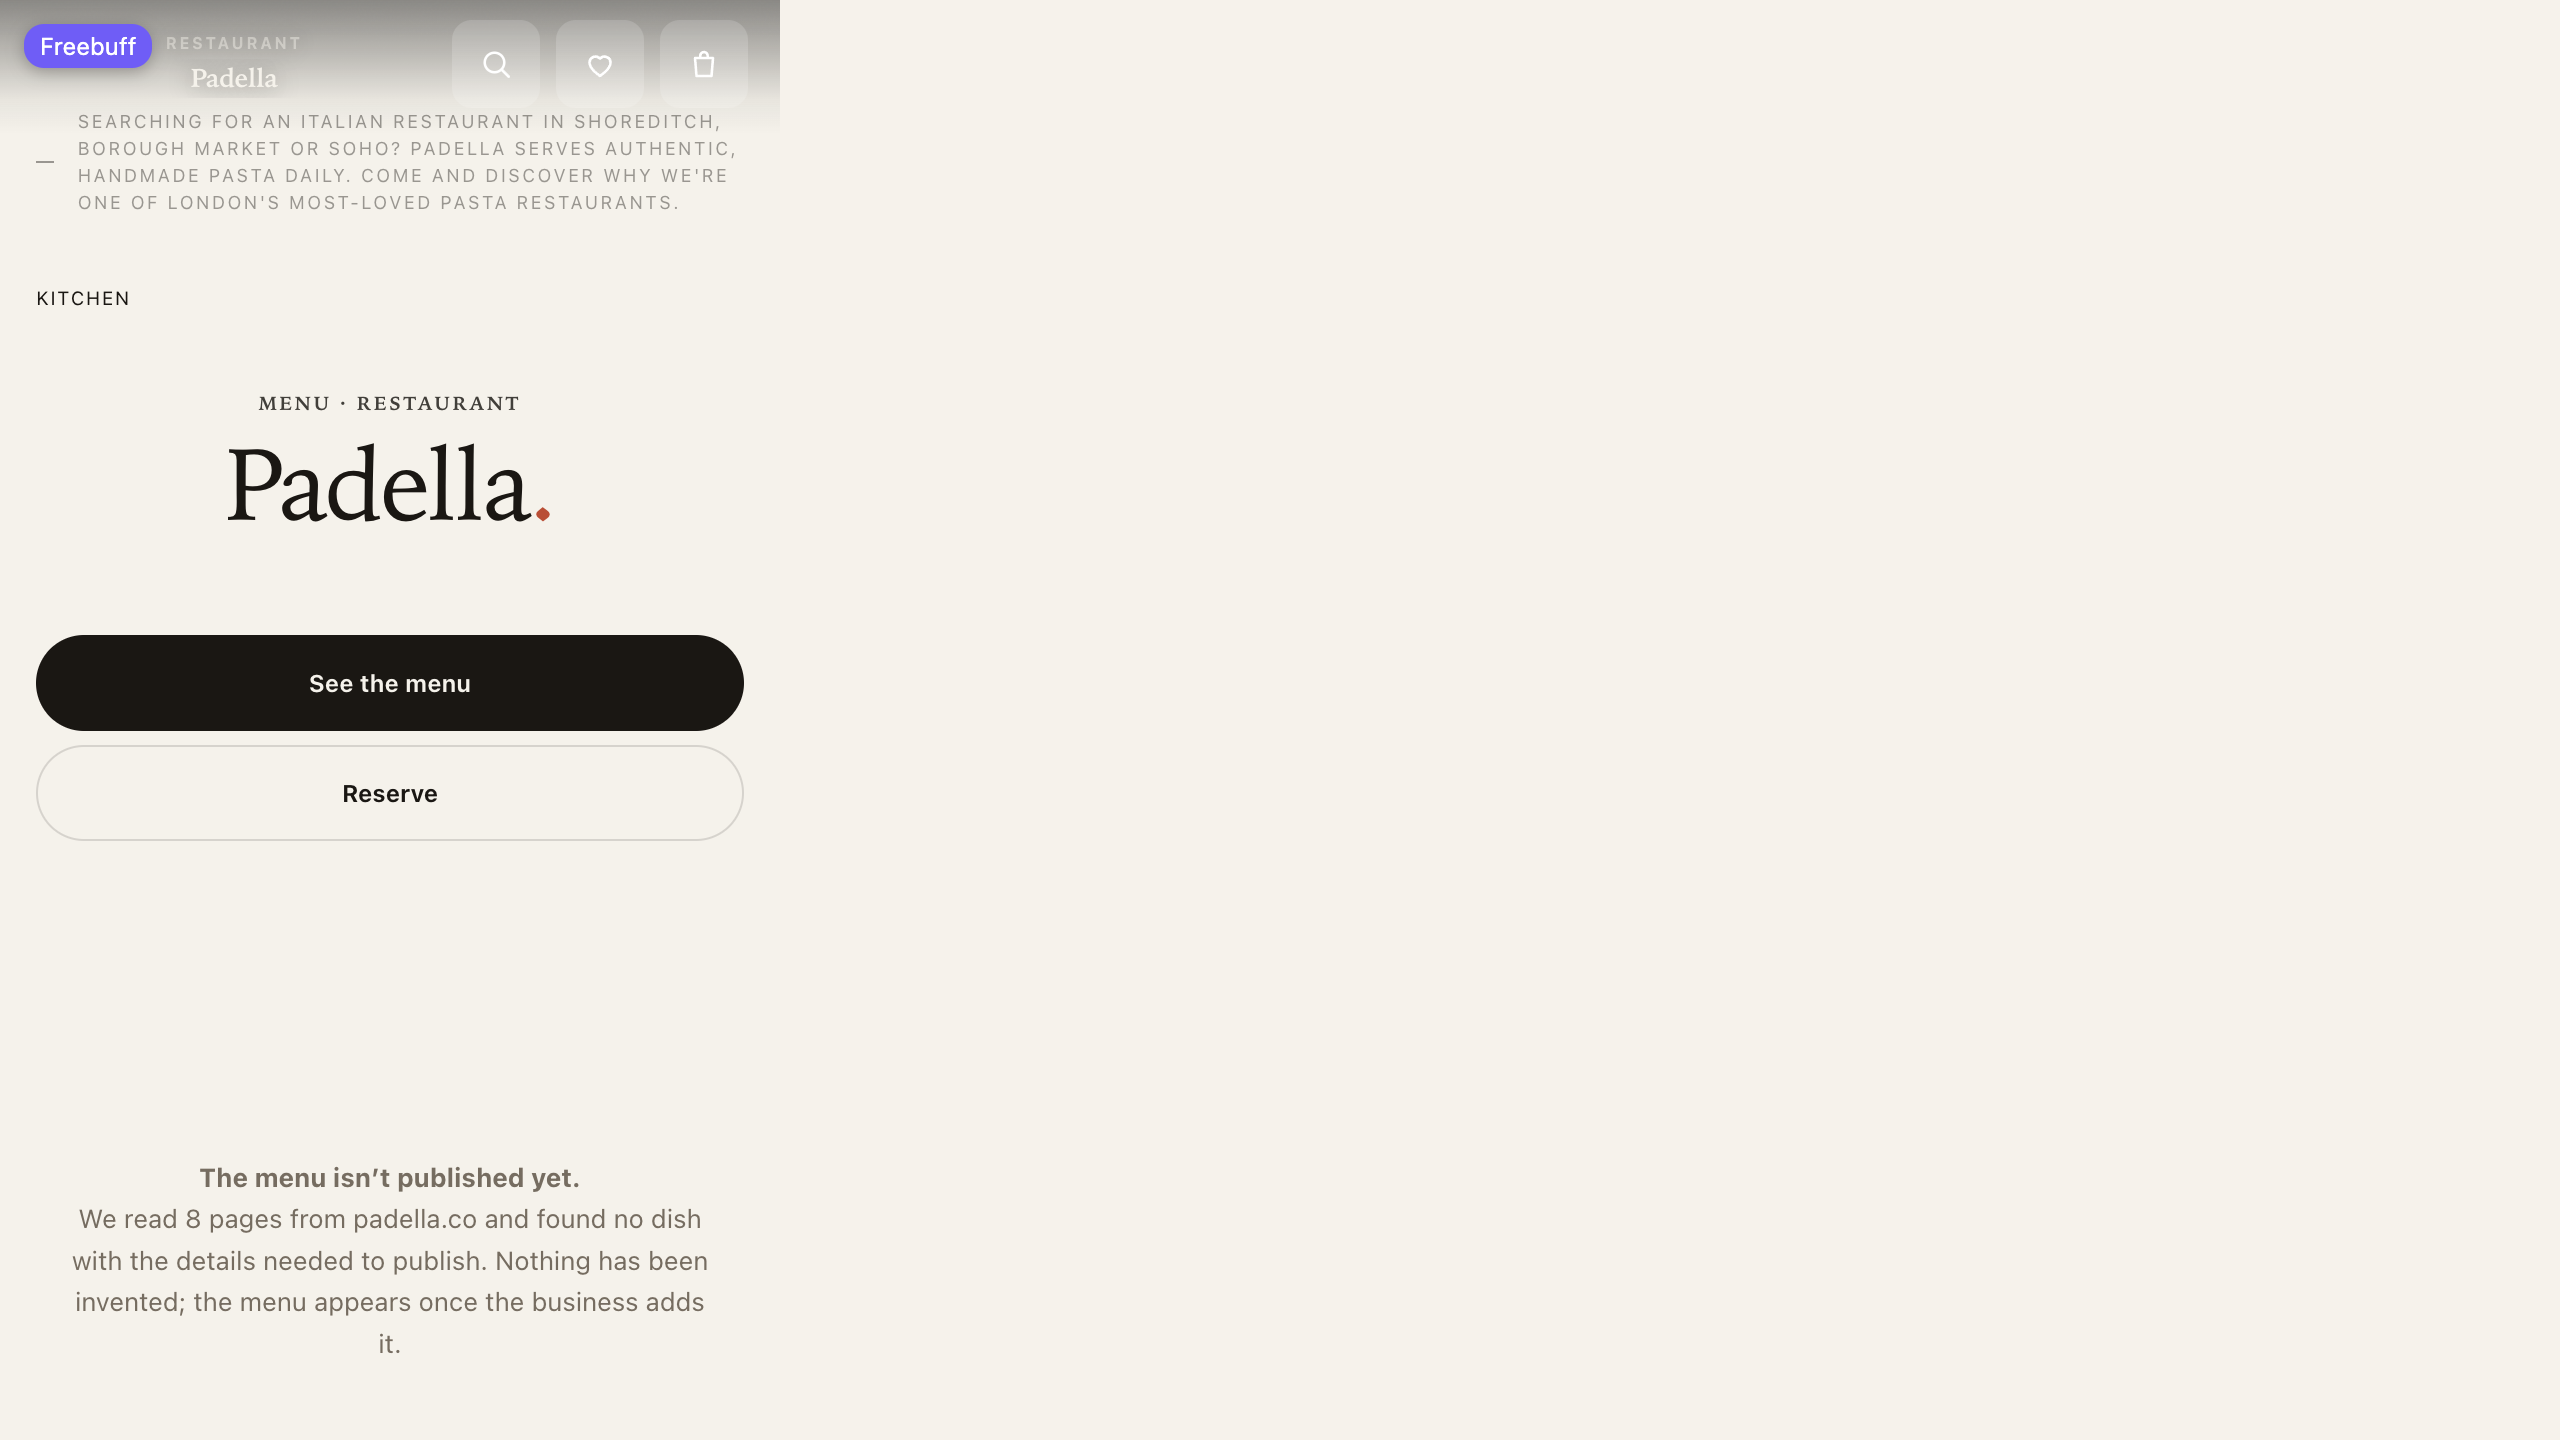 Freebuff
RESTAURANT
Padella
SEARCHING FOR AN ITALIAN RESTAURANT IN SHOREDITCH,
BOROUGH MARKET OR SOHO? PADELLA SERVES AUTHENTIC,
— HANDMADE PASTA DAILY. COME AND DISCOVER WHY WE'RE
ONE OF LONDON'S MOST-LOVED PASTA RESTAURANTS.
KITCHEN
MENU · RESTAURANT
Padella.
See the menu
Reserve
The menu isn’t published yet.
We read 8 pages from padella.co and found no dish
with the details needed to publish. Nothing has been
invented; the menu appears once the business adds
it.